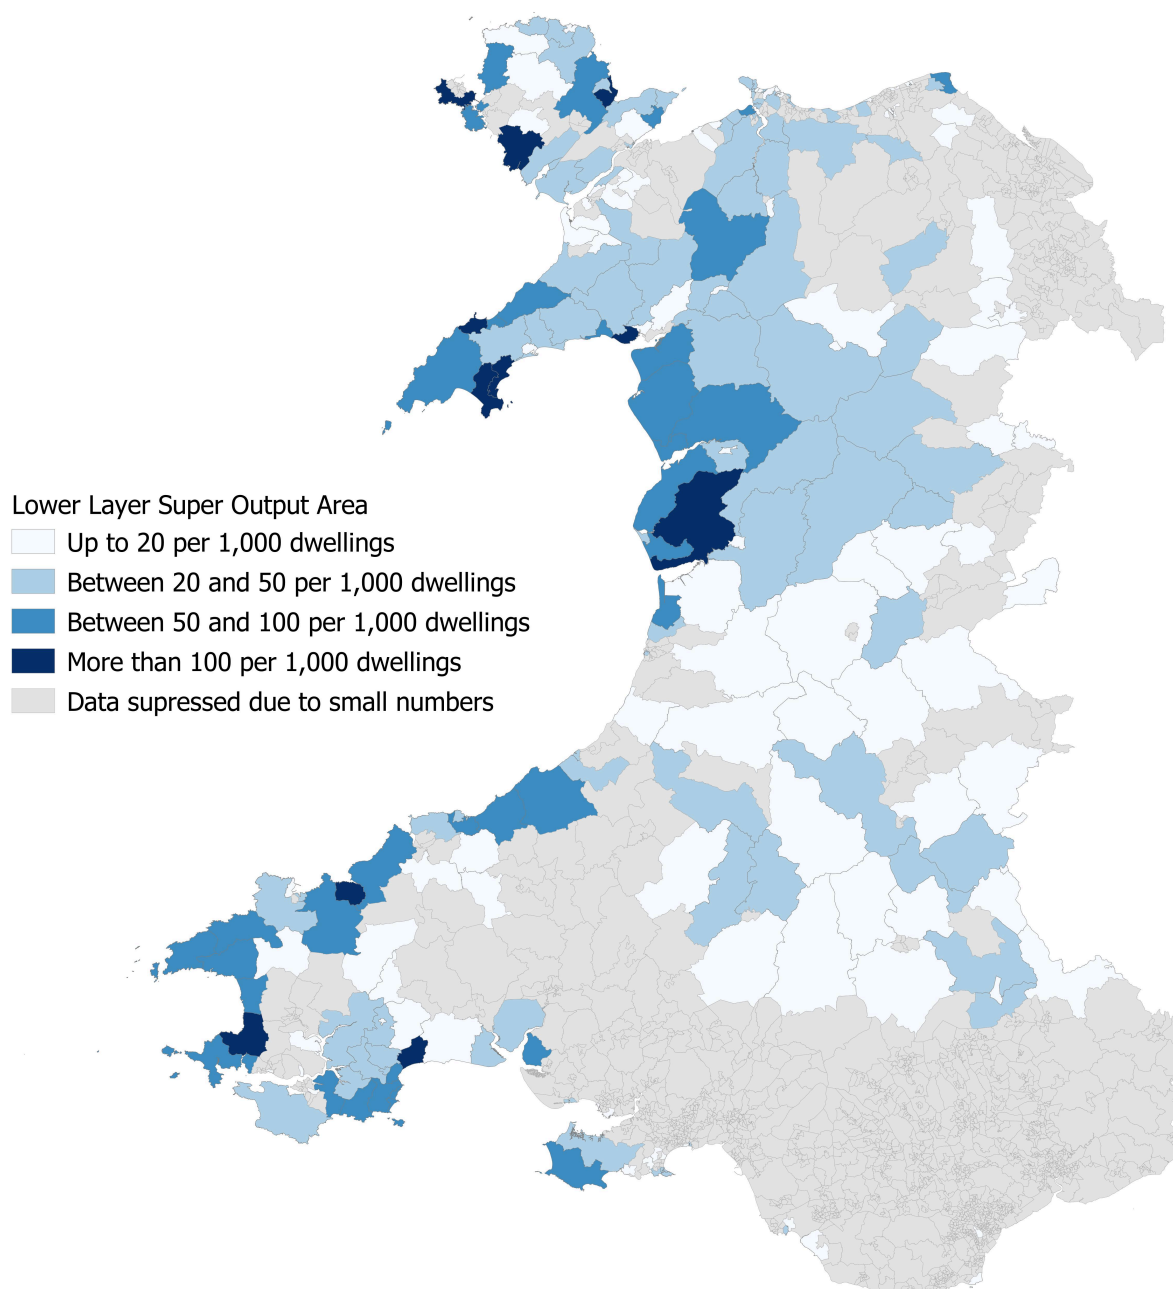 Lower Layer Super Output Area
Up to 20 per 1,000 dwellings
Between 20 and 50 per 1,000 dwellings
Between 50 and 100 per 1,000 dwellings
More than 100 per 1,000 dwellings
Data supressed due to small numbers